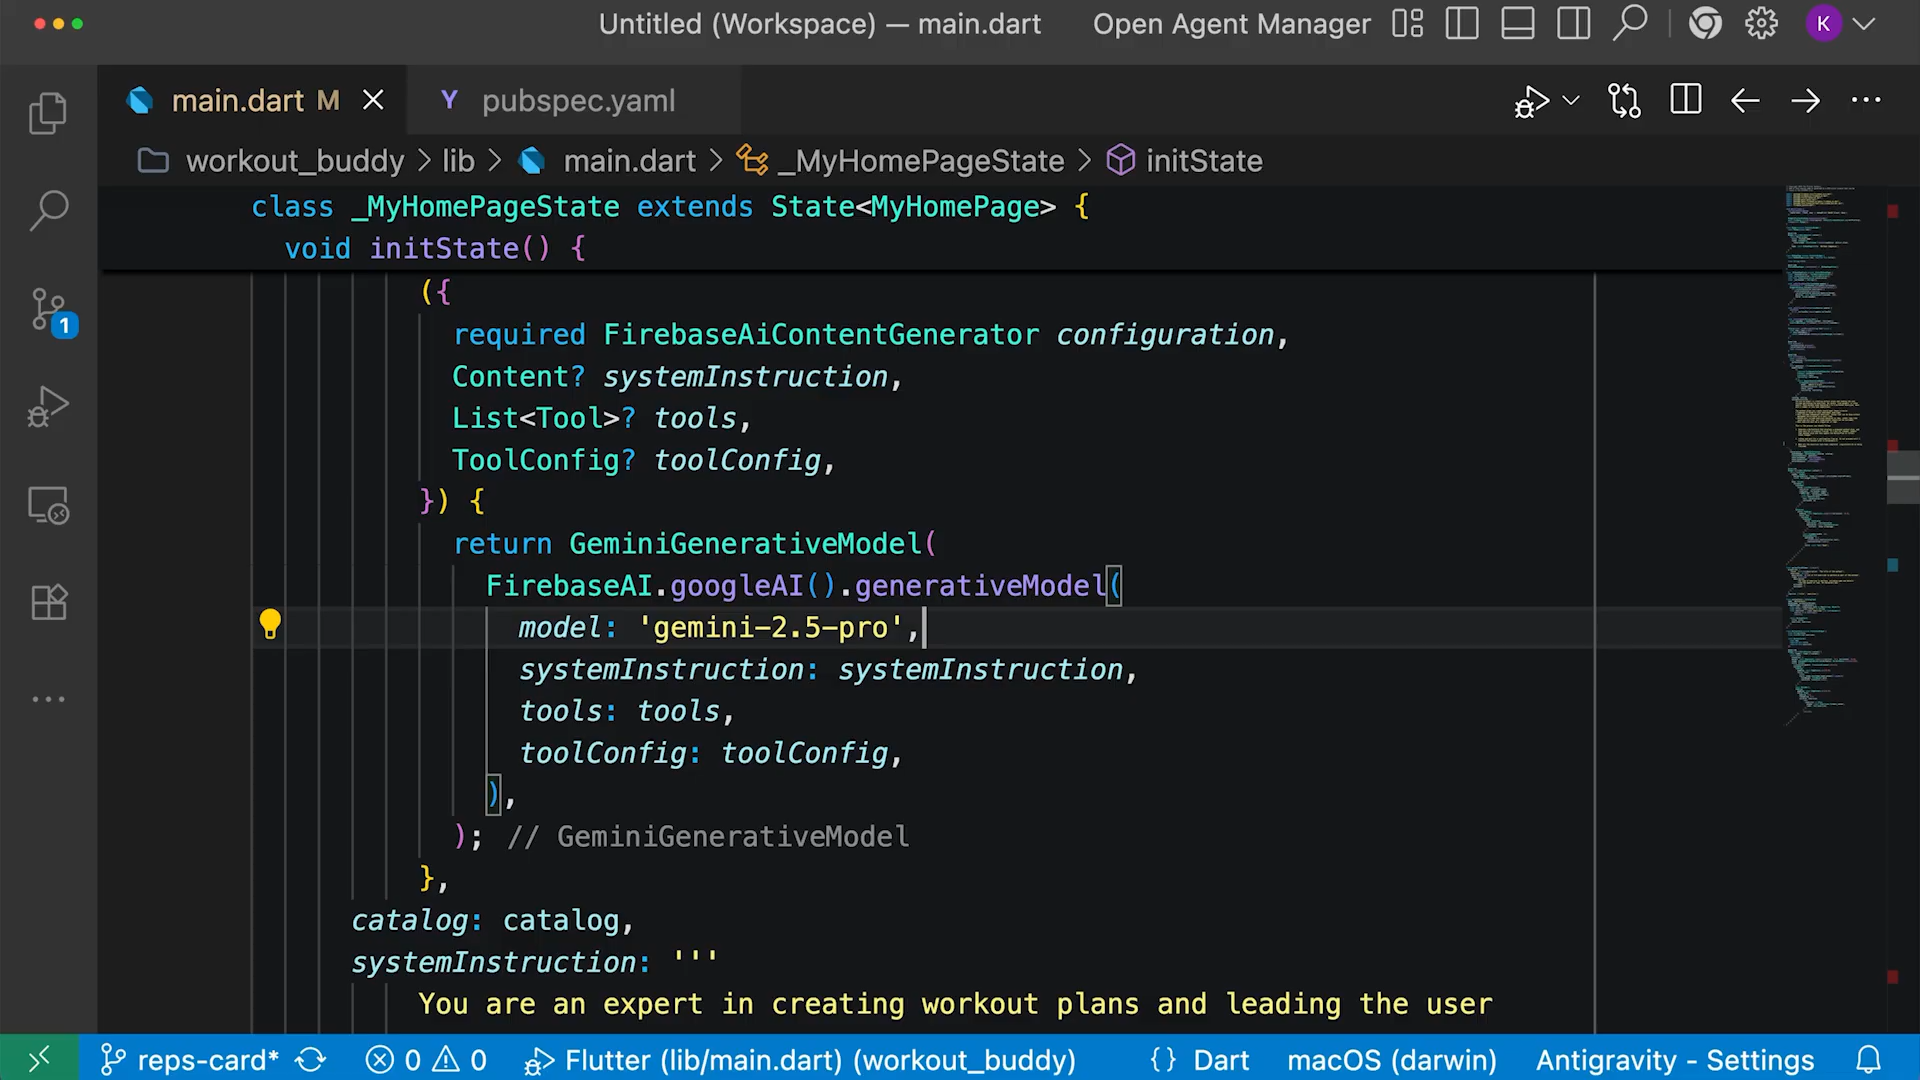 Untitled (Workspace) — main.dart
Open Agent Manager
K
main.dart M
Y pubspec.yaml
workout_buddy > lib > main.dart > _MyHomePageState > initState
class _MyHomePageState extends State<MyHomePage> {
void initState() {
({
required FirebaseAiContentGenerator configuration,
Content? systemInstruction,
List<Tool>? tools,
ToolConfig? toolConfig,
}) {
return GeminiGenerativeModel(
FirebaseAI.googleAI().generativeModel(
model: 'gemini-2.5-pro',
systemInstruction: systemInstruction,
tools: tools,
toolConfig: toolConfig,
),
); // GeminiGenerativeModel
},
catalog: catalog,
systemInstruction: '''
You are an expert in creating workout plans and leading the user
1
reps-card* 0 0 Flutter (lib/main.dart) (workout_buddy) {} Dart macOS (darwin) Antigravity - Settings